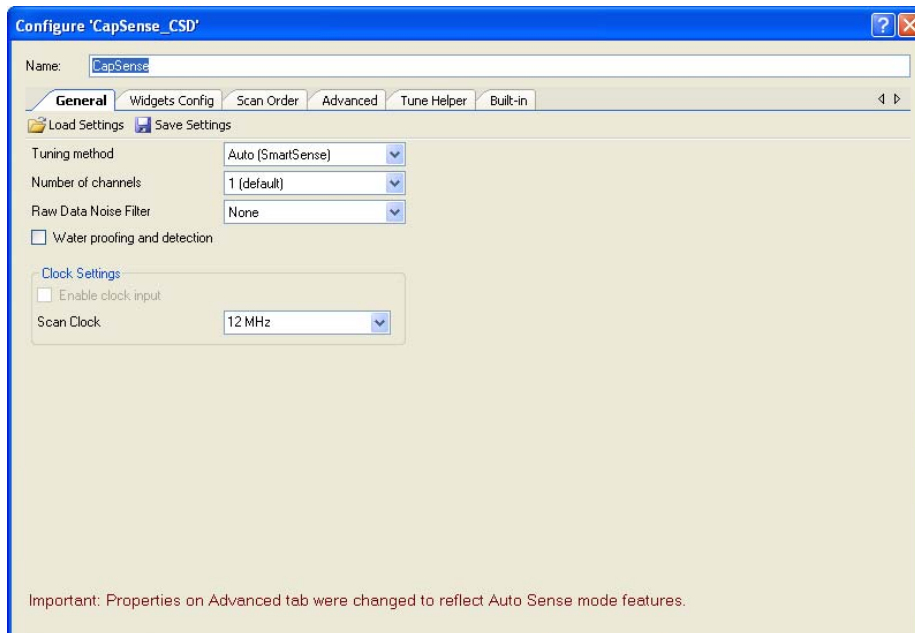 Configure 'CapSense_CSD'
Name: CapSense
General Widgets Config Scan Order Advanced Tune Helper Built-in
Load Settings Save Settings
Tuning method Auto (SmartSense)
Number of channels 1 (default)
Raw Data Noise Filter None
Water proofing and detection
Clock Settings
Enable clock input
Scan Clock 12 MHz
Important: Properties on Advanced tab were changed to reflect Auto Sense mode features.